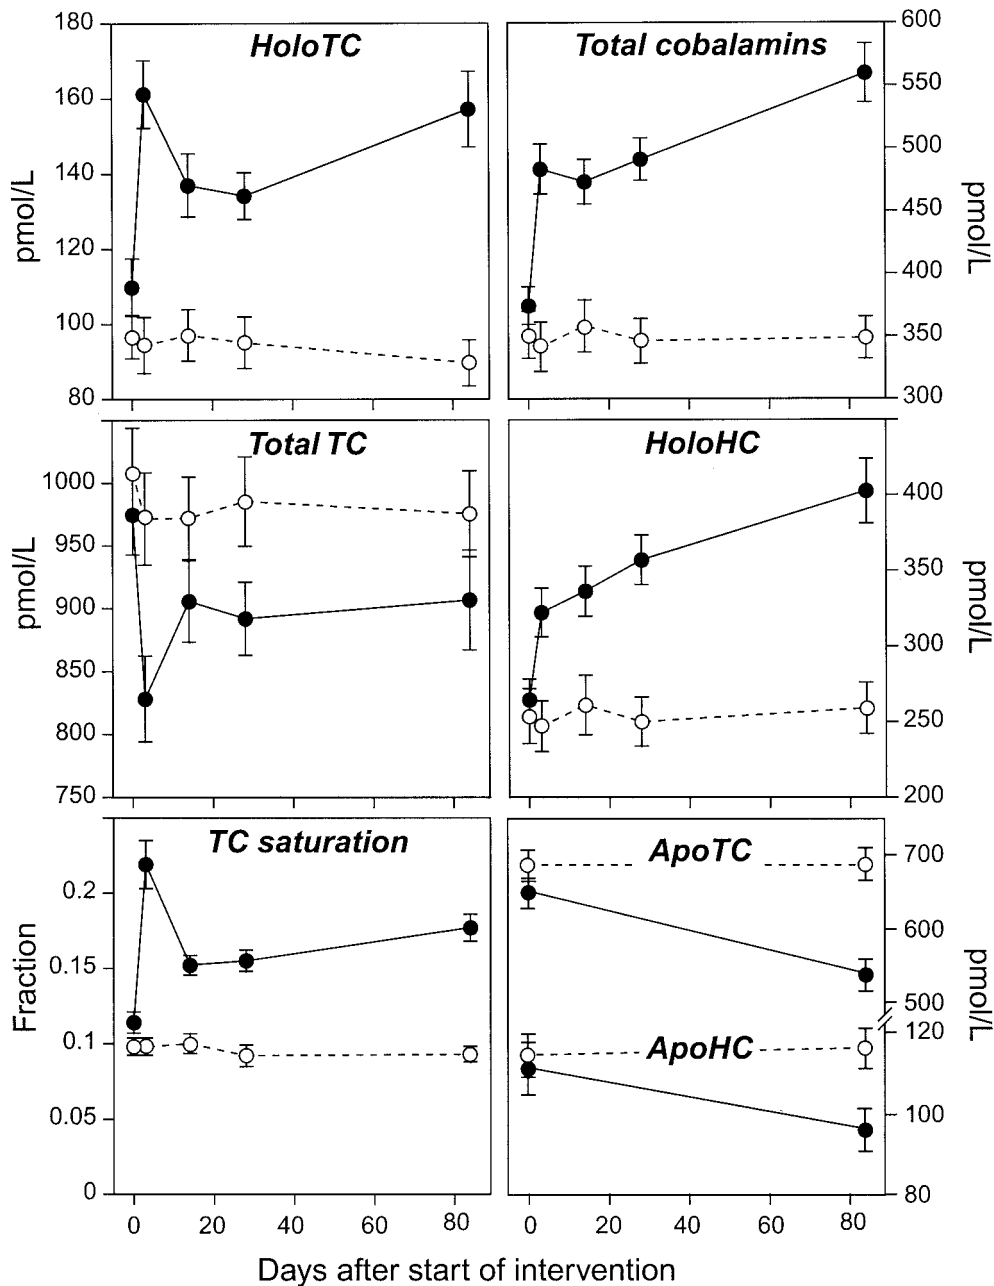 HoloTC
Total cobalamins
180
160
140
120
100
80
pmol/L
600
550
500
450
400
350
300
pmol/L
Total TC
HoloHC
1000
950
900
850
800
750
pmol/L
400
350
300
250
200
pmol/L
TC saturation
ApoTC
ApoHC
0.2
0.15
0.1
0.05
0
Fraction
700
600
500
120
100
80
pmol/L
0 20 40 60 80
0 20 40 60 80
Days after start of intervention